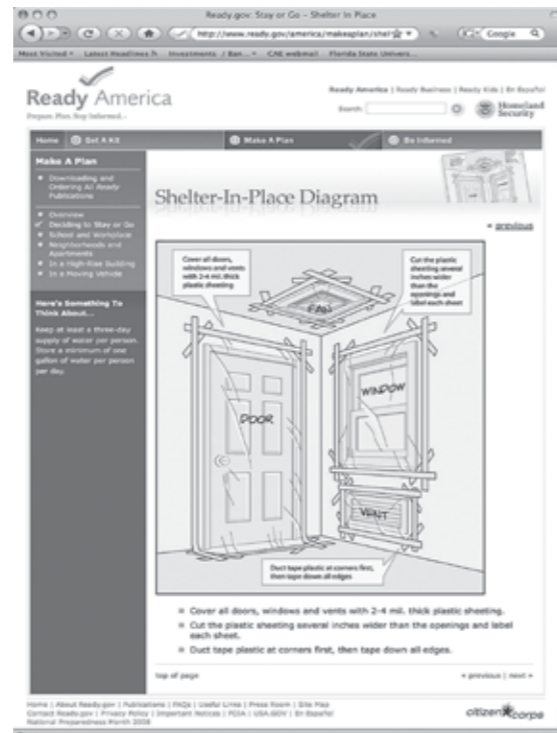 Ready.gov: Stay or Go – Shelter In Place
http://www.ready.gov/america/makeaplan/shel
Google
Most Visited Latest Headlines Investments / Ban... CAE webmail Florida State Univers...
Ready America
Prepare. Plan. Stay Informed.
Ready America | Ready Business | Ready Kids | En Español
Search:
Homeland
Security
Home Get A Kit Make A Plan Be Informed
Make A Plan
Downloading and
Ordering All Ready
Publications
Overview
Deciding to Stay or Go
School and Workplace
Neighborhoods and
Apartments
In a High-Rise Building
In a Moving Vehicle
Here's Something To
Think About...
Keep at least a three-day
supply of water per person.
Store a minimum of one
gallon of water per person
per day.
Shelter-In-Place Diagram
« previous
Cover all doors,
windows and vents
with 2-4 mil. thick
plastic sheeting
Cut the plastic
sheeting several
inches wider
than the
openings and
label each sheet
FAN
DOOR
WINDOW
VENT
Duct tape plastic at corners first,
then tape down all edges.
Cover all doors, windows and vents with 2-4 mil. thick plastic sheeting.
Cut the plastic sheeting several inches wider than the openings and label
each sheet.
Duct tape plastic at corners first, then tape down all edges.
top of page
« previous | next »
Home | About Ready.gov | Publications | FAQs | Useful Links | Press Room | Site Map
Contact Ready.gov | Privacy Policy | Important Notices | FOIA | USA.GOV | En Español
National Preparedness Month 2008
citizen corps